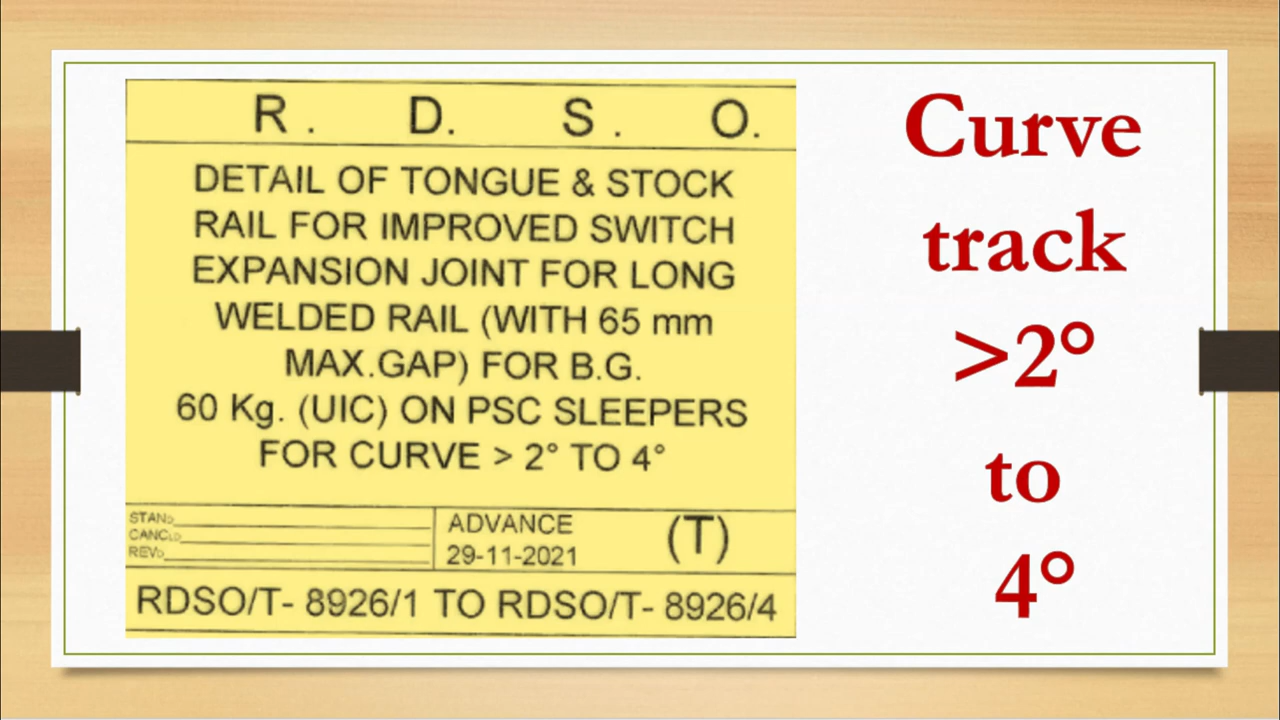 R. D. S. O.
DETAIL OF TONGUE & STOCK
RAIL FOR IMPROVED SWITCH
EXPANSION JOINT FOR LONG
WELDED RAIL (WITH 65 mm
MAX.GAP) FOR B.G.
60 Kg. (UIC) ON PSC SLEEPERS
FOR CURVE > 2° TO 4°
STAND
CANCLD
REVD
ADVANCE
29-11-2021
(T)
RDSO/T- 8926/1 TO RDSO/T- 8926/4
Curve
track
>2°
to
4°